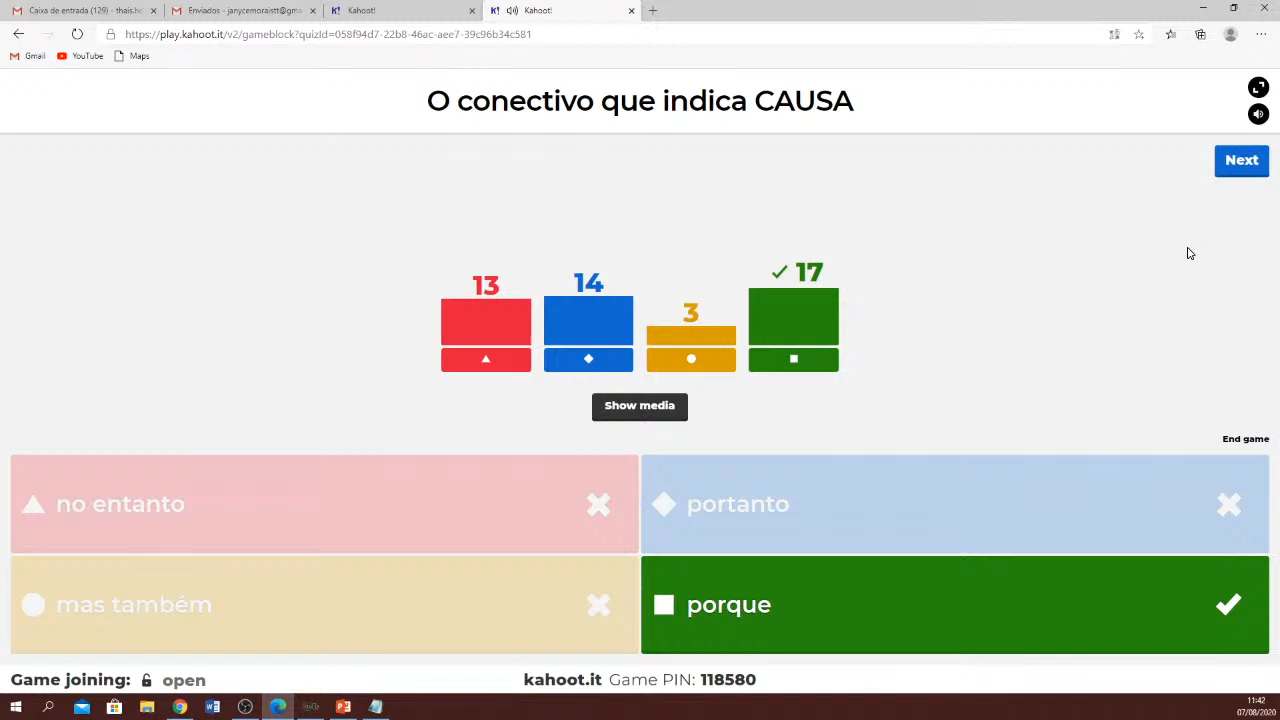 Caixa de entrada (129) - thais.he
Enviados - janycemoraistt@gma
Kahoot!
Kahoot!
https://play.kahoot.it/v2/gameblock?quizId=058f94d7-22b8-46ac-aee7-39c96b34c581
Gmail
YouTube
Maps
O conectivo que indica CAUSA
Next
13
14
3
17
Show media
End game
no entanto
portanto
mas também
porque
Game joining: open
kahoot.it Game PIN: 118580
11:42
07/08/2020